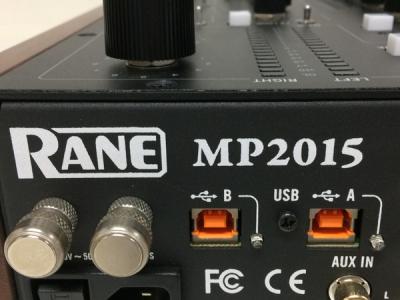 RIGHT
LEFT
RANE MP2015
B USB A
FC CE
AUX IN
L